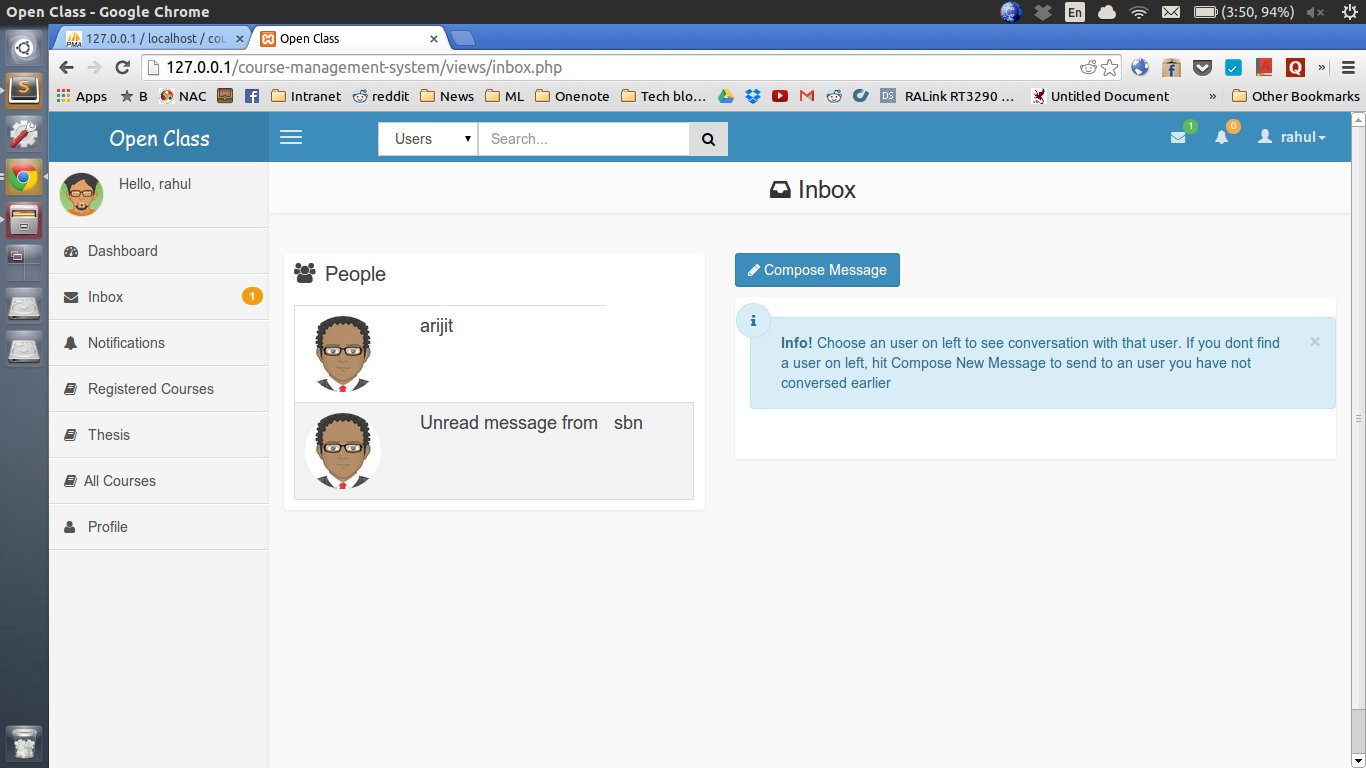 Open Class - Google Chrome
En
(3:50, 94%)
PMA
127.0.0.1 / localhost / cou
Open Class
127.0.0.1/course-management-system/views/inbox.php
Apps
B
NAC
Intranet
reddit
News
ML
Onenote
Tech blo...
DS
RALink RT3290 ...
Untitled Document
»
Other Bookmarks
Open Class
Users
Search...
1
0
rahul
Hello, rahul
Inbox
Dashboard
Inbox
1
Notifications
Registered Courses
Thesis
All Courses
Profile
People
arijit
Unread message from sbn
Compose Message
Info! Choose an user on left to see conversation with that user. If you dont find
a user on left, hit Compose New Message to send to an user you have not
conversed earlier